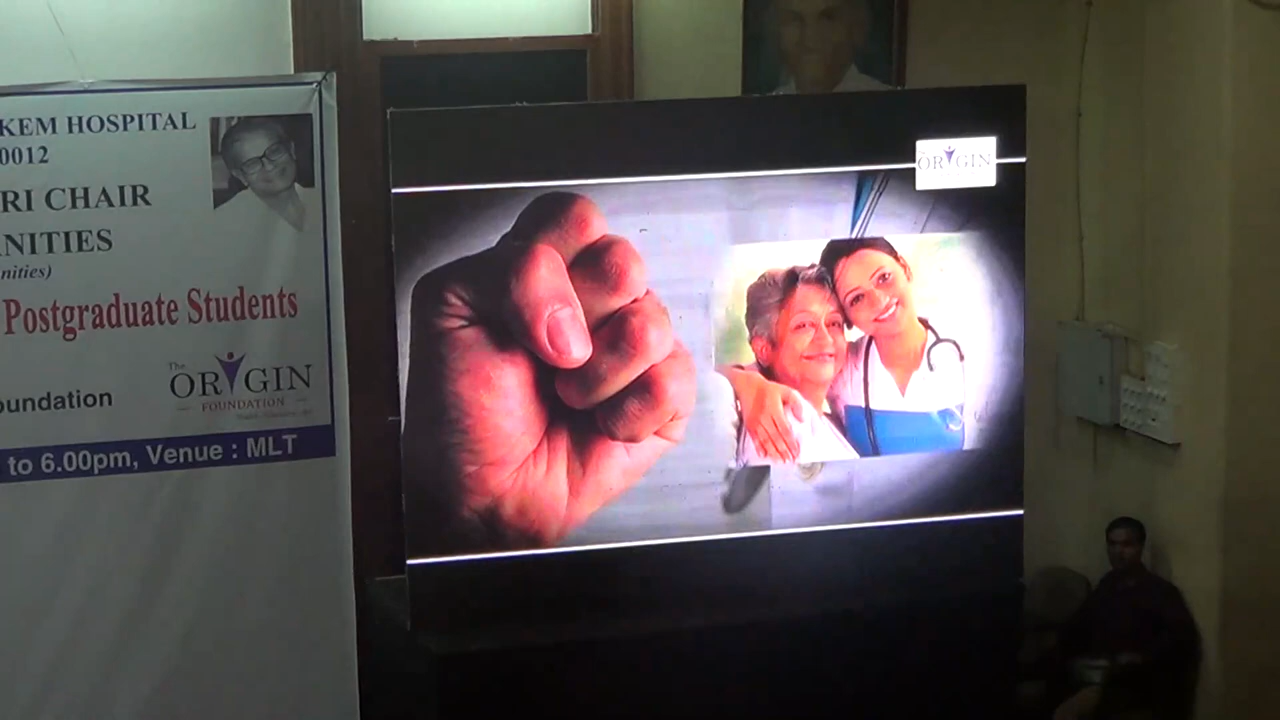 KEM HOSPITAL
0012
RI CHAIR
NITIES
nities)
Postgraduate Students
The
ORIGIN
FOUNDATION
oundation
to 6.00pm, Venue : MLT
ORIGIN